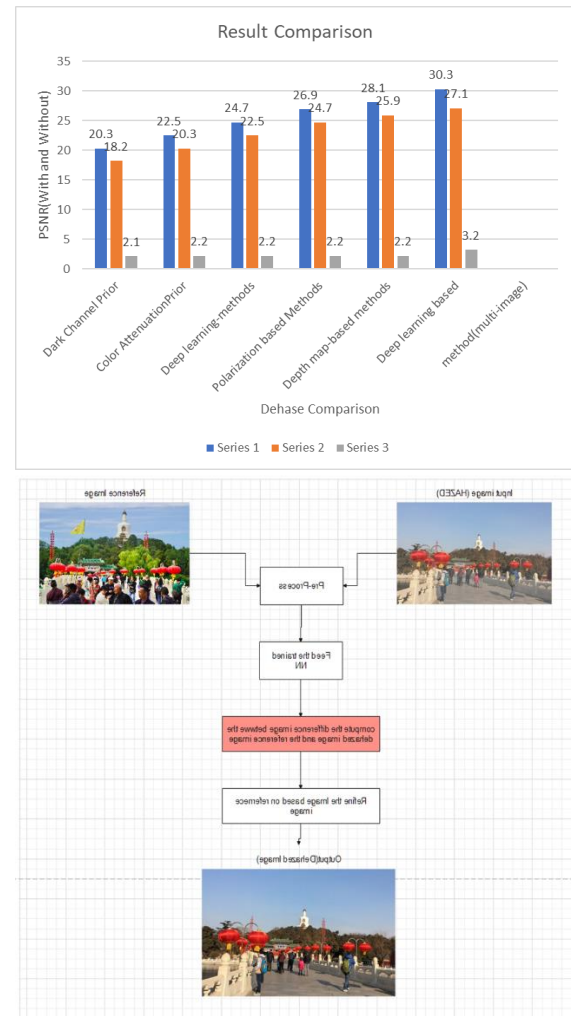 Result Comparison
PSNR(With and Without)
35
30
25
20
15
10
5
0
20.3
18.2
2.1
22.5
20.3
2.2
24.7
22.5
2.2
26.9
24.7
2.2
28.1
25.9
2.2
30.3
27.1
3.2
Dark Channel Prior
Color AttenuationPrior
Deep learning-methods
Polarization based Methods
Depth map-based methods
Deep learning based
method(multi-image)
Dehase Comparison
Series 1 Series 2 Series 3
Reference Image
Input image (HAZED)
Pre-Process
Feed the trained
NN
compute the difference image betwwe the
dehazed image and the reference image
Refine the Image based on refernece
image
Output(Dehazed Image)